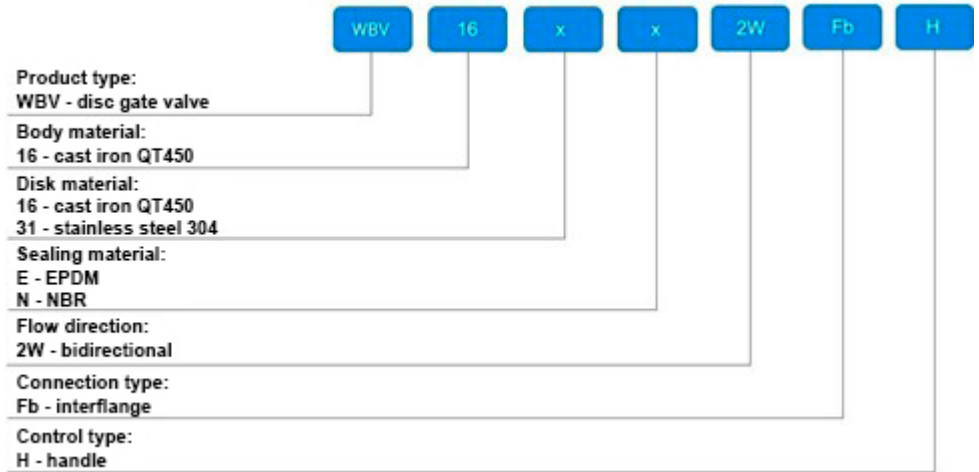 WBV 16 x x 2W Fb H
Product type:
WBV - disc gate valve
Body material:
16 - cast iron QT450
Disk material:
16 - cast iron QT450
31 - stainless steel 304
Sealing material:
E - EPDM
N - NBR
Flow direction:
2W - bidirectional
Connection type:
Fb - interflange
Control type:
H - handle